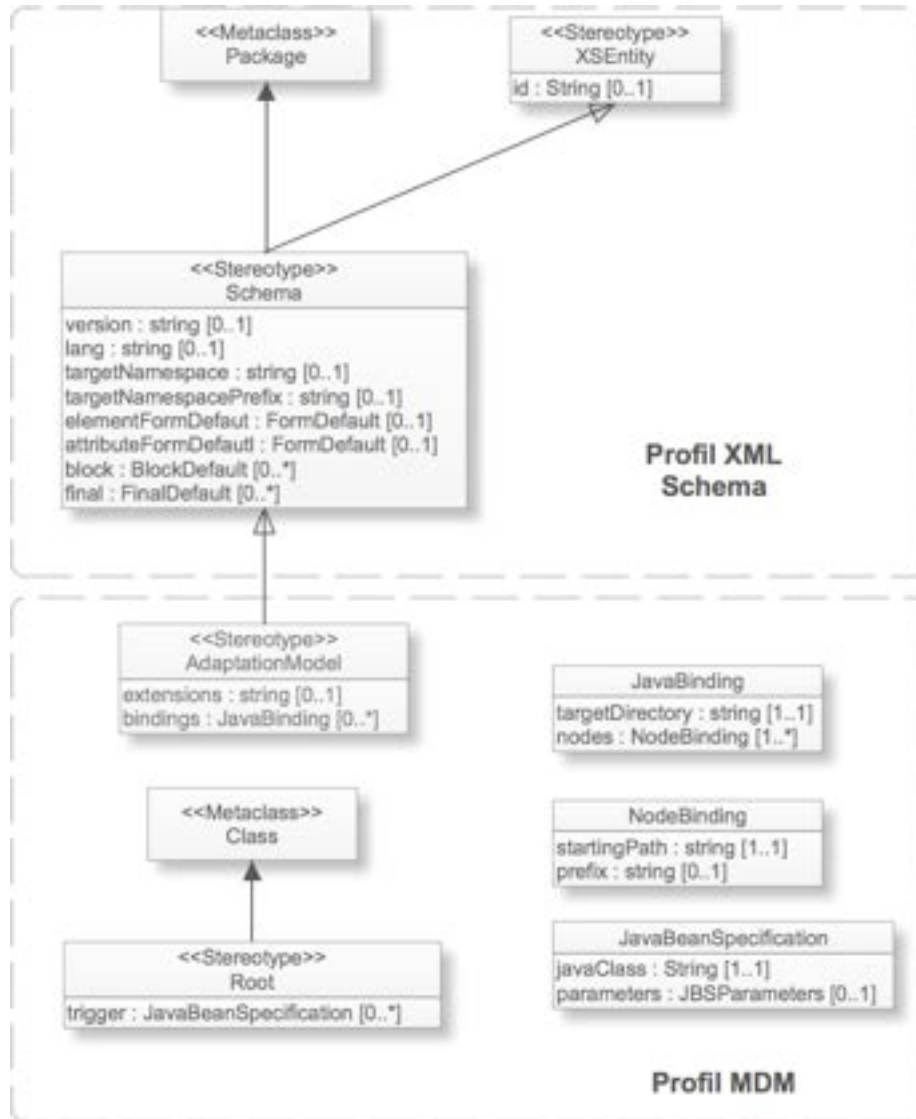 <<Metaclass>>
Package
<<Stereotype>>
XSEntity
id : String [0..1]
<<Stereotype>>
Schema
version : string [0..1]
lang : string [0..1]
targetNamespace : string [0..1]
targetNamespacePrefix : string [0..1]
elementFormDefaut : FormDefault [0..1]
attributeFormDefautl : FormDefault [0..1]
block : BlockDefault [0..*]
final : FinalDefault [0..*]
Profil XML
Schema
<<Stereotype>>
AdaptationModel
extensions : string [0..1]
bindings : JavaBinding [0..*]
JavaBinding
targetDirectory : string [1..1]
nodes : NodeBinding [1..*]
<<Metaclass>>
Class
NodeBinding
startingPath : string [1..1]
prefix : string [0..1]
<<Stereotype>>
Root
trigger : JavaBeanSpecification [0..*]
JavaBeanSpecification
javaClass : String [1..1]
parameters : JBSParameters [0..1]
Profil MDM